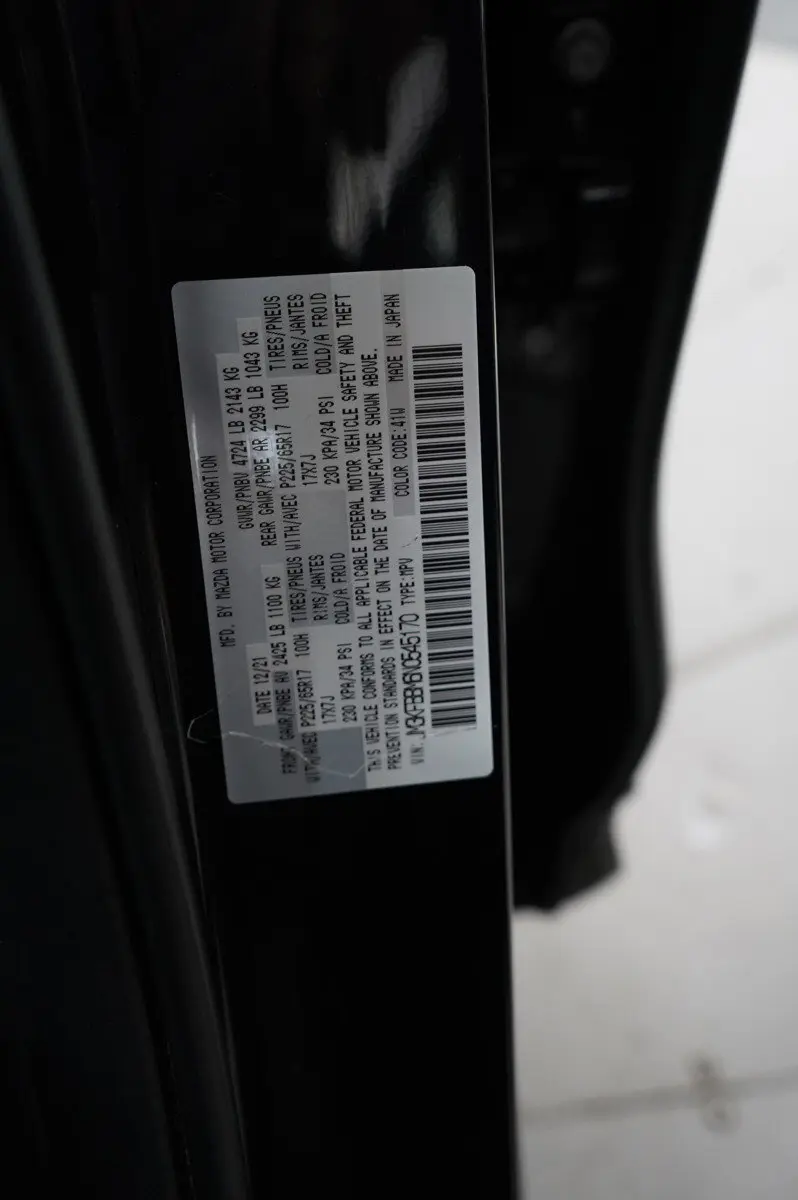 MFD. BY MAZDA MOTOR CORPORATION
DATE 12/21 GVWR/PNBV 4724 LB 2143 KG
FRONT GAWR/PNBE AV 2425 LB 1100 KG REAR GAWR/PNBE AR 2299 LB 1043 KG
WITH/AVEC P225/65R17 100H TIRES/PNEUS WITH/AVEC P225/65R17 100H TIRES/PNEUS
17X7J RIMS/JANTES 17X7J RIMS/JANTES
230 KPA/34 PSI COLD/A FROID 230 KPA/34 PSI COLD/A FROID
THIS VEHICLE CONFORMS TO ALL APPLICABLE FEDERAL MOTOR VEHICLE SAFETY AND THEFT
PREVENTION STANDARDS IN EFFECT ON THE DATE OF MANUFACTURE SHOWN ABOVE.
VIN: TYPE:MPV COLOR CODE:41W MADE IN JAPAN